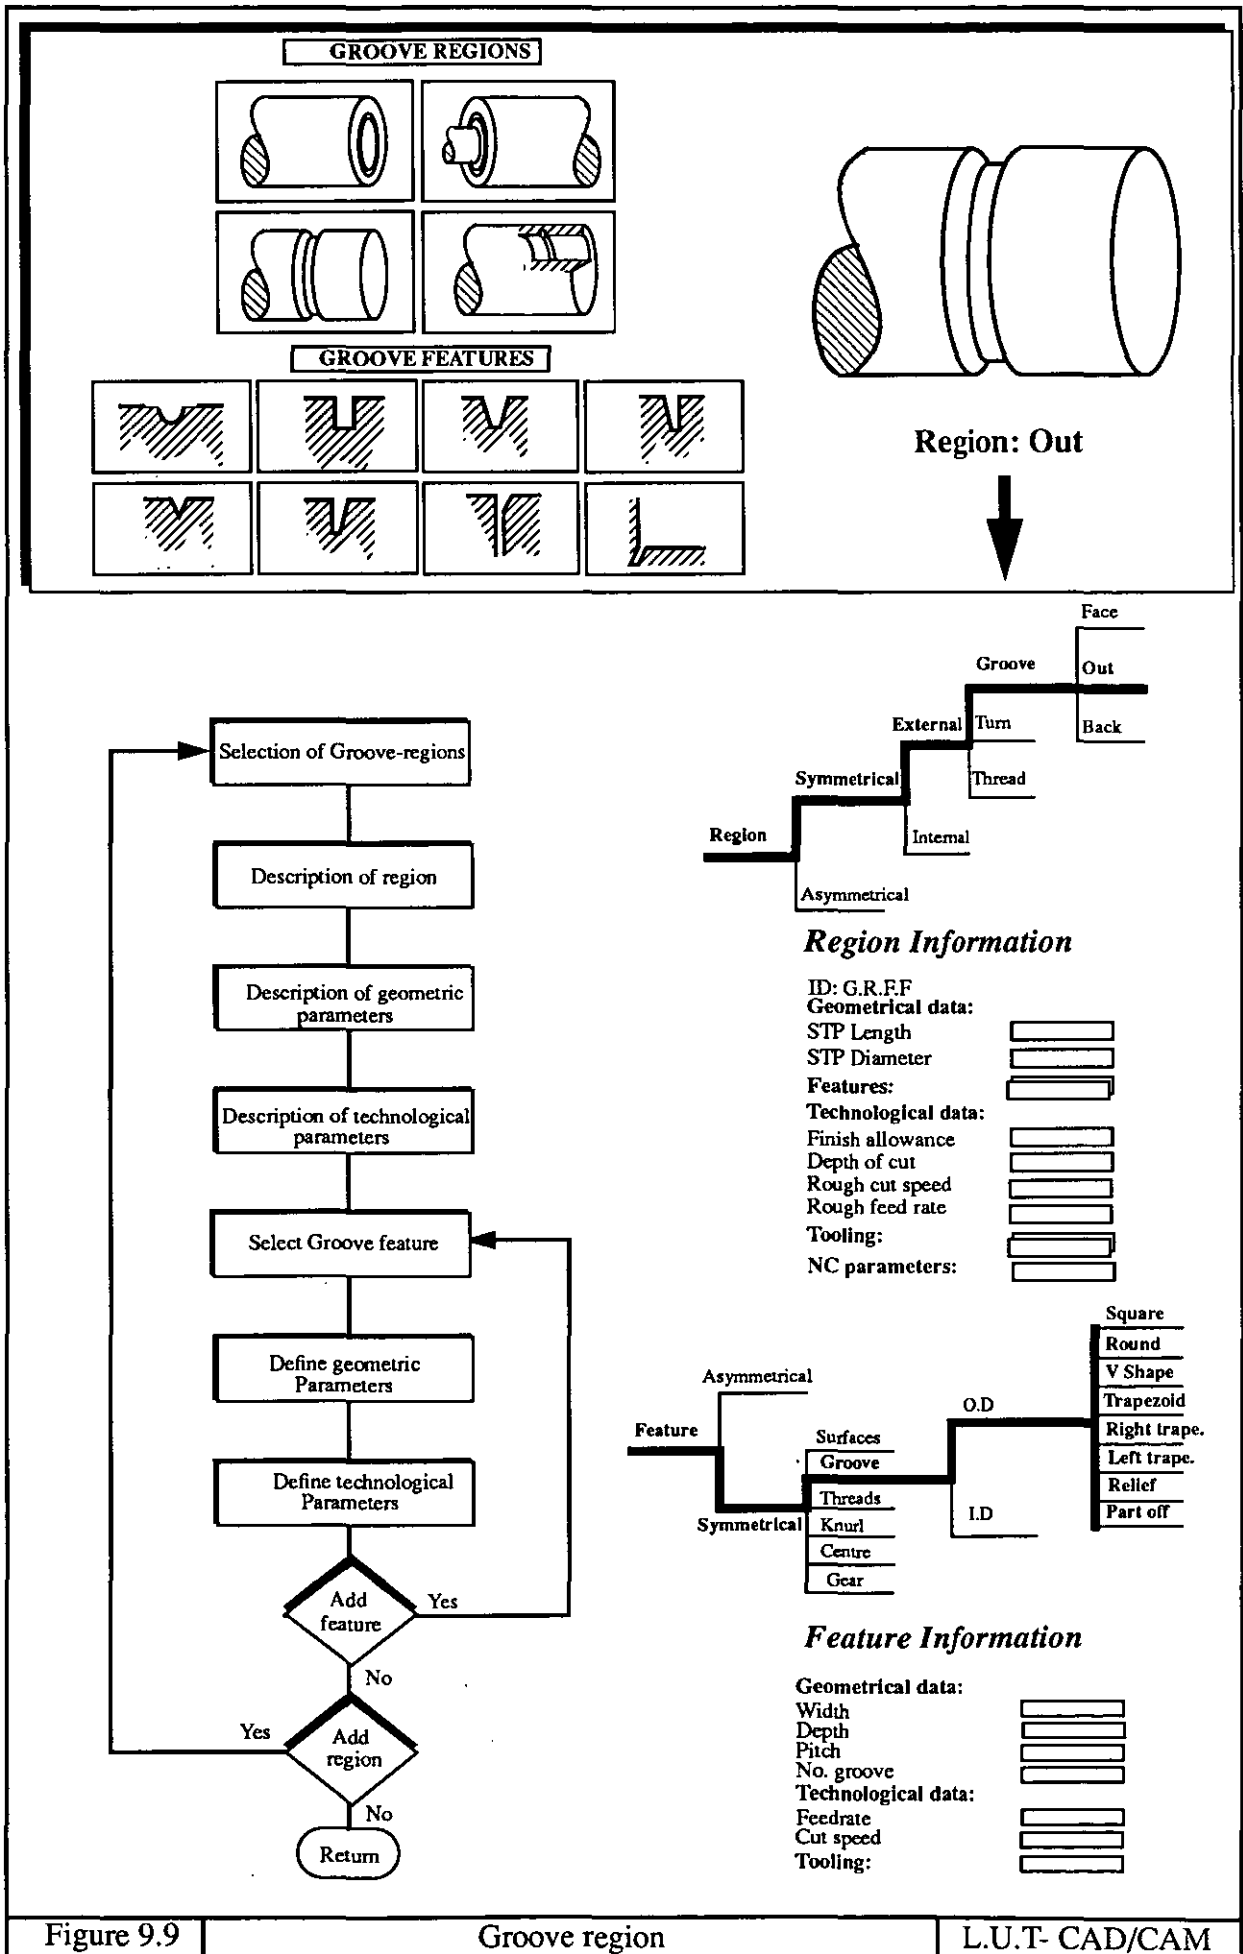 GROOVE REGIONS
GROOVE FEATURES
Region: Out
Face
Groove
Out
External
Turn
Back
Symmetrical
Thread
Region
Internal
Asymmetrical
Selection of Groove-regions
Description of region
Description of geometric
parameters
Description of technological
parameters
Select Groove feature
Define geometric
Parameters
Define technological
Parameters
Add
feature
Yes
No
Yes
Add
region
No
Return
Region Information
ID: G.R.F.F
Geometrical data:
STP Length
STP Diameter
Features:
Technological data:
Finish allowance
Depth of cut
Rough cut speed
Rough feed rate
Tooling:
NC parameters:
Square
Round
V Shape
Trapezoid
Right trape.
Left trape.
Relief
Part off
Asymmetrical
O.D
Feature
Surfaces
Groove
Threads
Symmetrical
Knurl
I.D
Centre
Gear
Feature Information
Geometrical data:
Width
Depth
Pitch
No. groove
Technological data:
Feedrate
Cut speed
Tooling:
Figure 9.9
Groove region
L.U.T- CAD/CAM